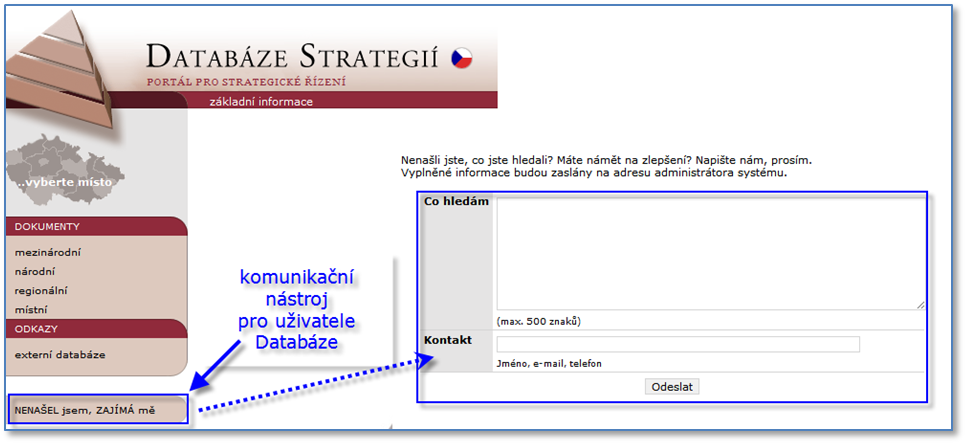 DATABÁZE STRATEGIÍ
PORTÁL PRO STRATEGICKÉ ŘÍZENÍ
základní informace
...vyberte místo
DOKUMENTY
mezinárodní
národní
regionální
místní
ODKAZY
externí databáze
NENAŠEL jsem, ZAJÍMÁ mě
komunikační
nástroj
pro uživatele
Databáze
Nenašli jste, co jste hledali? Máte námět na zlepšení? Napište nám, prosím.
Vyplněné informace budou zaslány na adresu administrátora systému.
Co hledám
(max. 500 znaků)
Kontakt
Jméno, e-mail, telefon
Odeslat